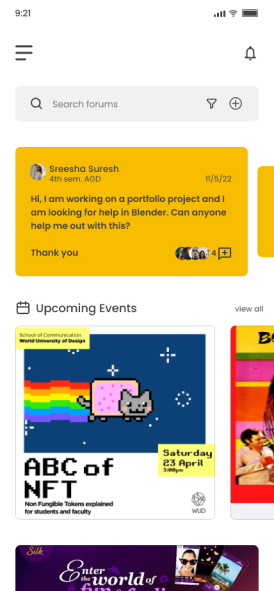 9:21
Search forums
Sreesha Suresh
4th sem. AGD
11/5/22
Hi, I am working on a portfolio project and I
am looking for help in Blender. Can anyone
help me out with this?
Thank you
4
Upcoming Events
view all
School of Communication
World University of Design
Saturday
23 April
3:00pm
ABC of
NFT
Non Fungible Tokens explained
for students and faculty
WUD
Silk
Enter
the world of